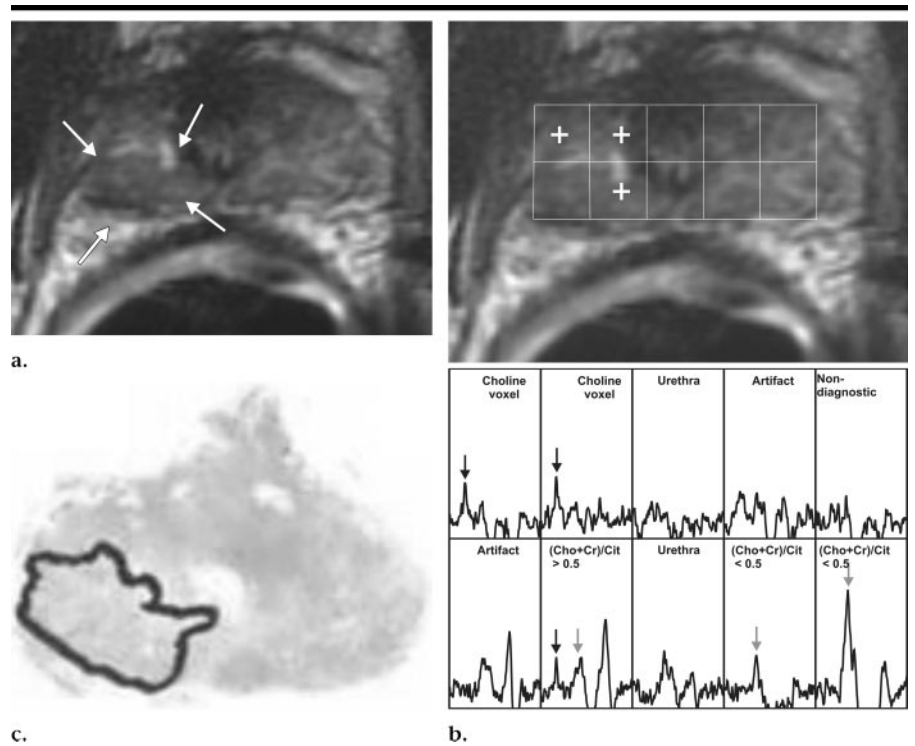 + +
+
a.
Choline voxel Choline voxel Urethra Artifact Non-diagnostic
Artifact (Cho+Cr)/Cit > 0.5 Urethra (Cho+Cr)/Cit < 0.5 (Cho+Cr)/Cit < 0.5
c. b.